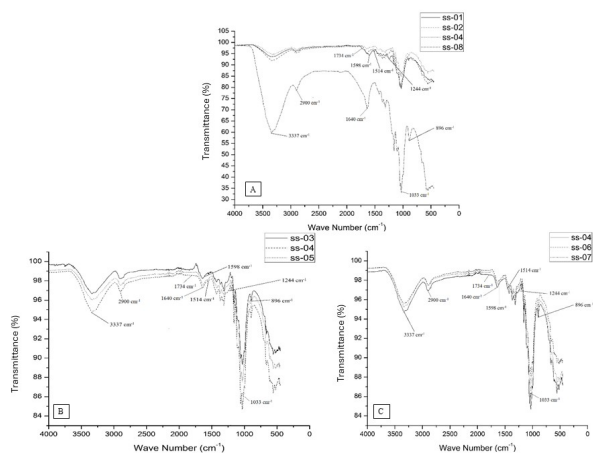 ss-01
ss-02
ss-04
ss-08
Transmittance (%)
105
100
95
90
85
80
75
70
65
60
55
50
45
40
35
30
1734 cm-1
1598 cm-1
1514 cm-1
1244 cm-1
2900 cm-1
1640 cm-1
3337 cm-1
896 cm-1
1033 cm-1
A
4000 3500 3000 2500 2000 1500 1000 500 0
Wave Number (cm-1)
ss-03
ss-04
ss-05
Transmittance (%)
100
98
96
94
92
90
88
86
84
1598 cm-1
1734 cm-1
1244 cm-1
2900 cm-1
1640 cm-1
1514 cm-1
896 cm-1
3337 cm-1
1033 cm-1
B
4000 3500 3000 2500 2000 1500 1000 500 0
Wave Number (cm-1)
ss-04
ss-06
ss-07
Transmittance (%)
100
98
96
94
92
90
88
86
84
1514 cm-1
1734 cm-1
1244 cm-1
2900 cm-1
1640 cm-1
896 cm-1
1598 cm-1
3337 cm-1
1033 cm-1
C
4000 3500 3000 2500 2000 1500 1000 500 0
Wave Number (cm-1)